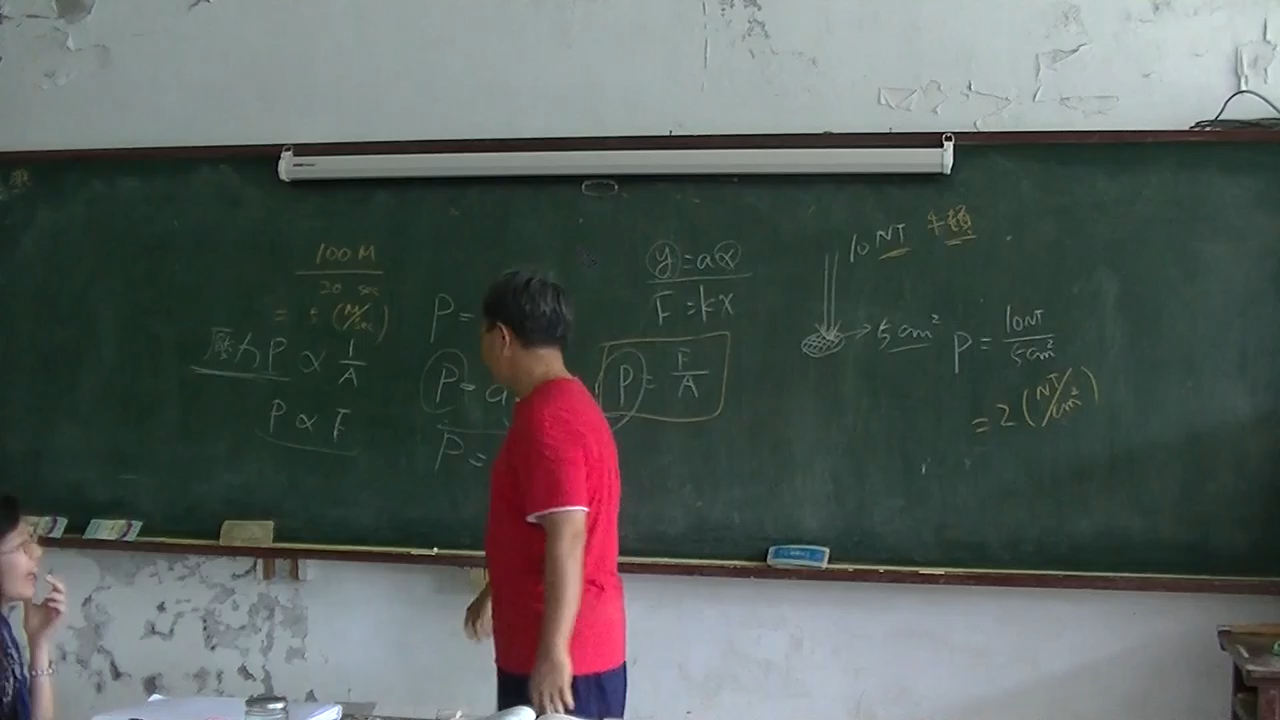 100 M
20 sec
= 5 (M/sec)
壓力 P ∝ 1/A
P ∝ F
P =
P = a
P =
y = ax
F = kx
P = F/A
10 NT 牛頓
5 cm²
P = 10NT/5cm²
= 2 (NT/cm²)